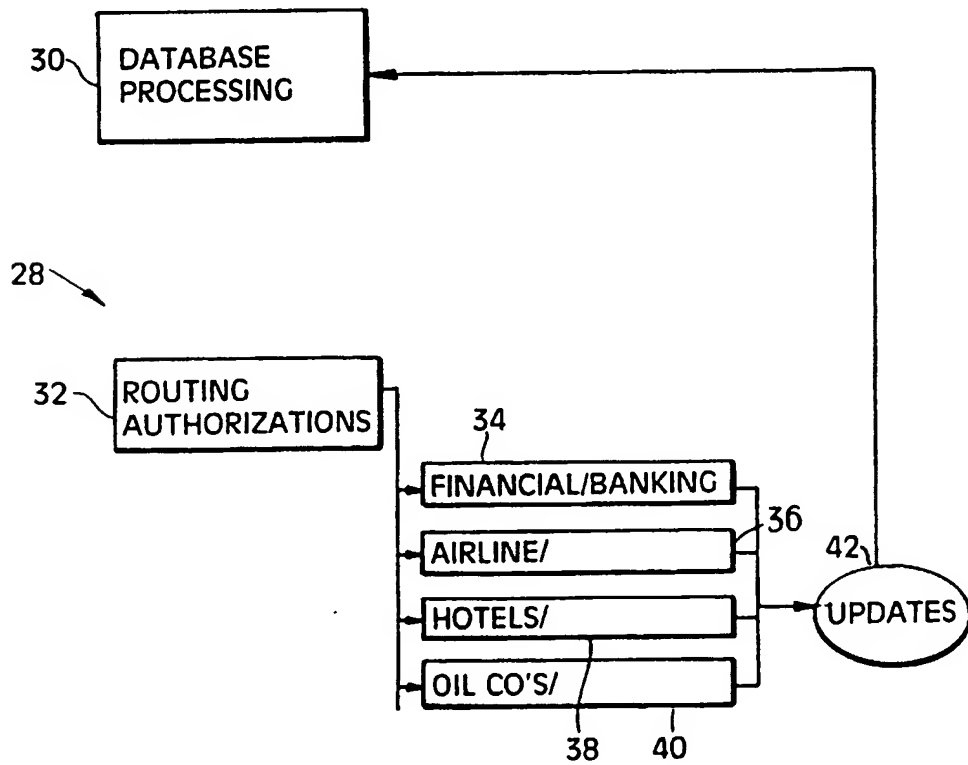 30
DATABASE
PROCESSING
28
32
ROUTING
AUTHORIZATIONS
34
FINANCIAL/BANKING
36
AIRLINE/
42
HOTELS/
UPDATES
OIL CO'S/
38
40